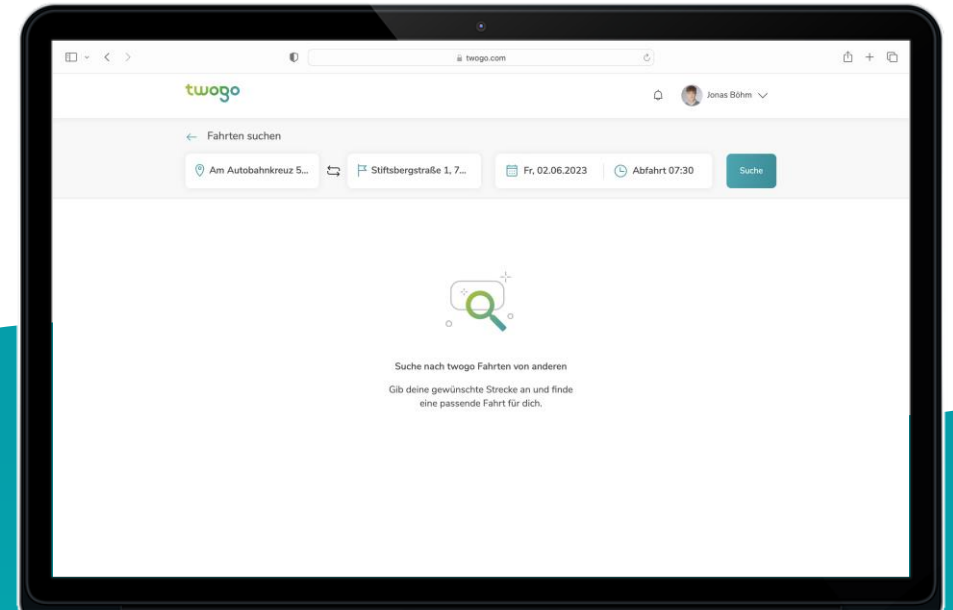 twogo.com
twogo
Jonas Böhm
Fahrten suchen
Am Autobahnkreuz 5...
Stiftsbergstraße 1, 7...
Fr, 02.06.2023
Abfahrt 07:30
Suche
Suche nach twogo Fahrten von anderen
Gib deine gewünschte Strecke an und finde
eine passende Fahrt für dich.